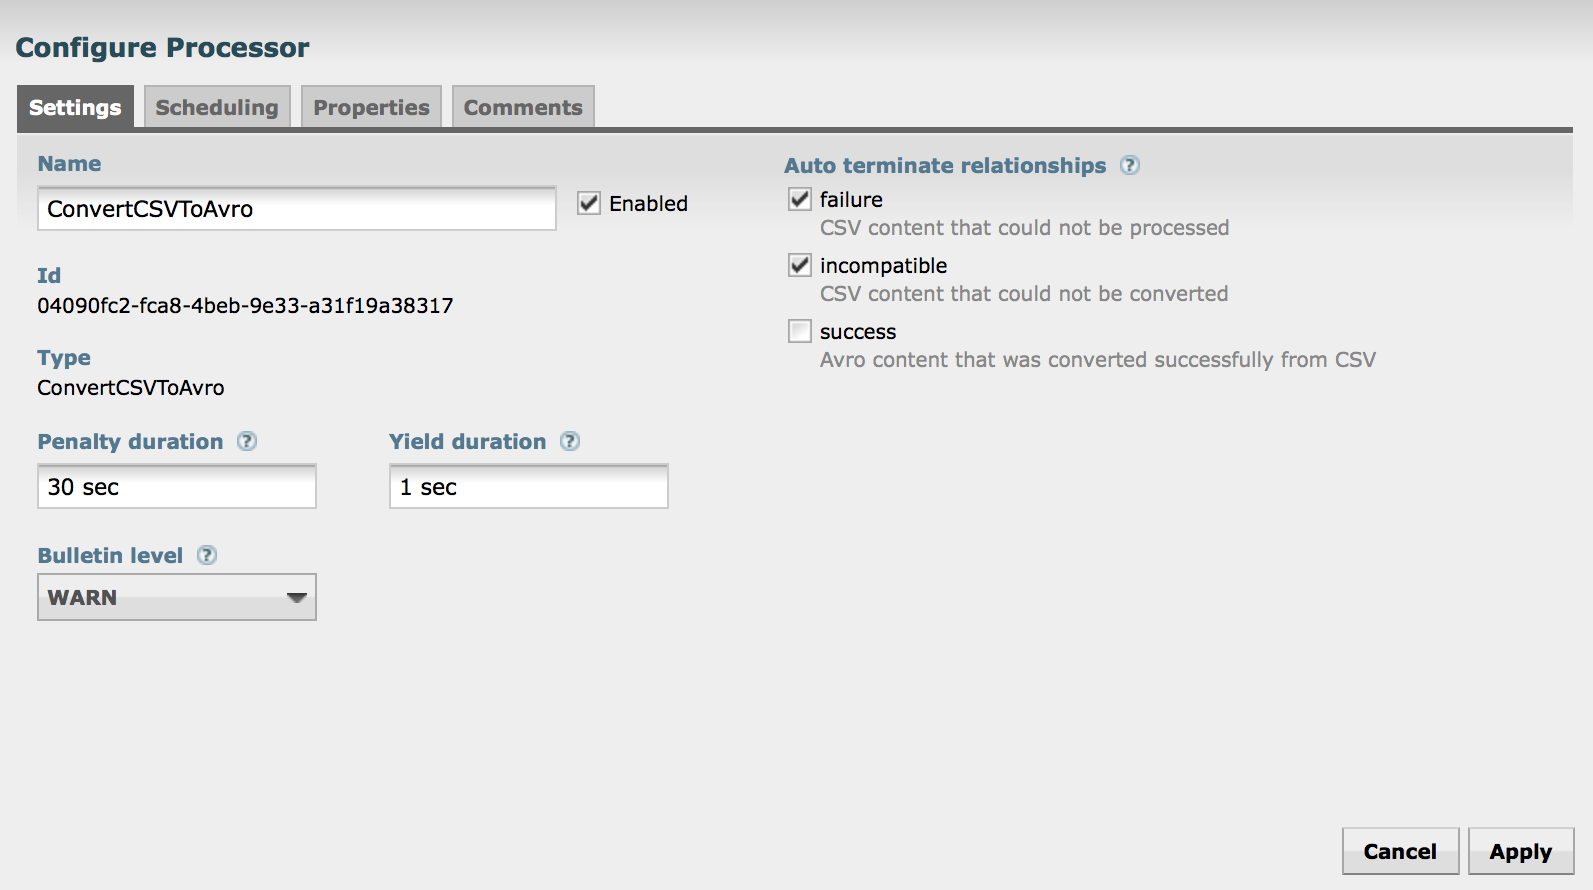 Configure Processor
Settings
Scheduling
Properties
Comments
Name
ConvertCSVToAvro
Enabled
Id
04090fc2-fca8-4beb-9e33-a31f19a38317
Type
ConvertCSVToAvro
Penalty duration ?
Yield duration ?
30 sec
1 sec
Bulletin level ?
WARN
Auto terminate relationships ?
failure
CSV content that could not be processed
incompatible
CSV content that could not be converted
success
Avro content that was converted successfully from CSV
Cancel
Apply